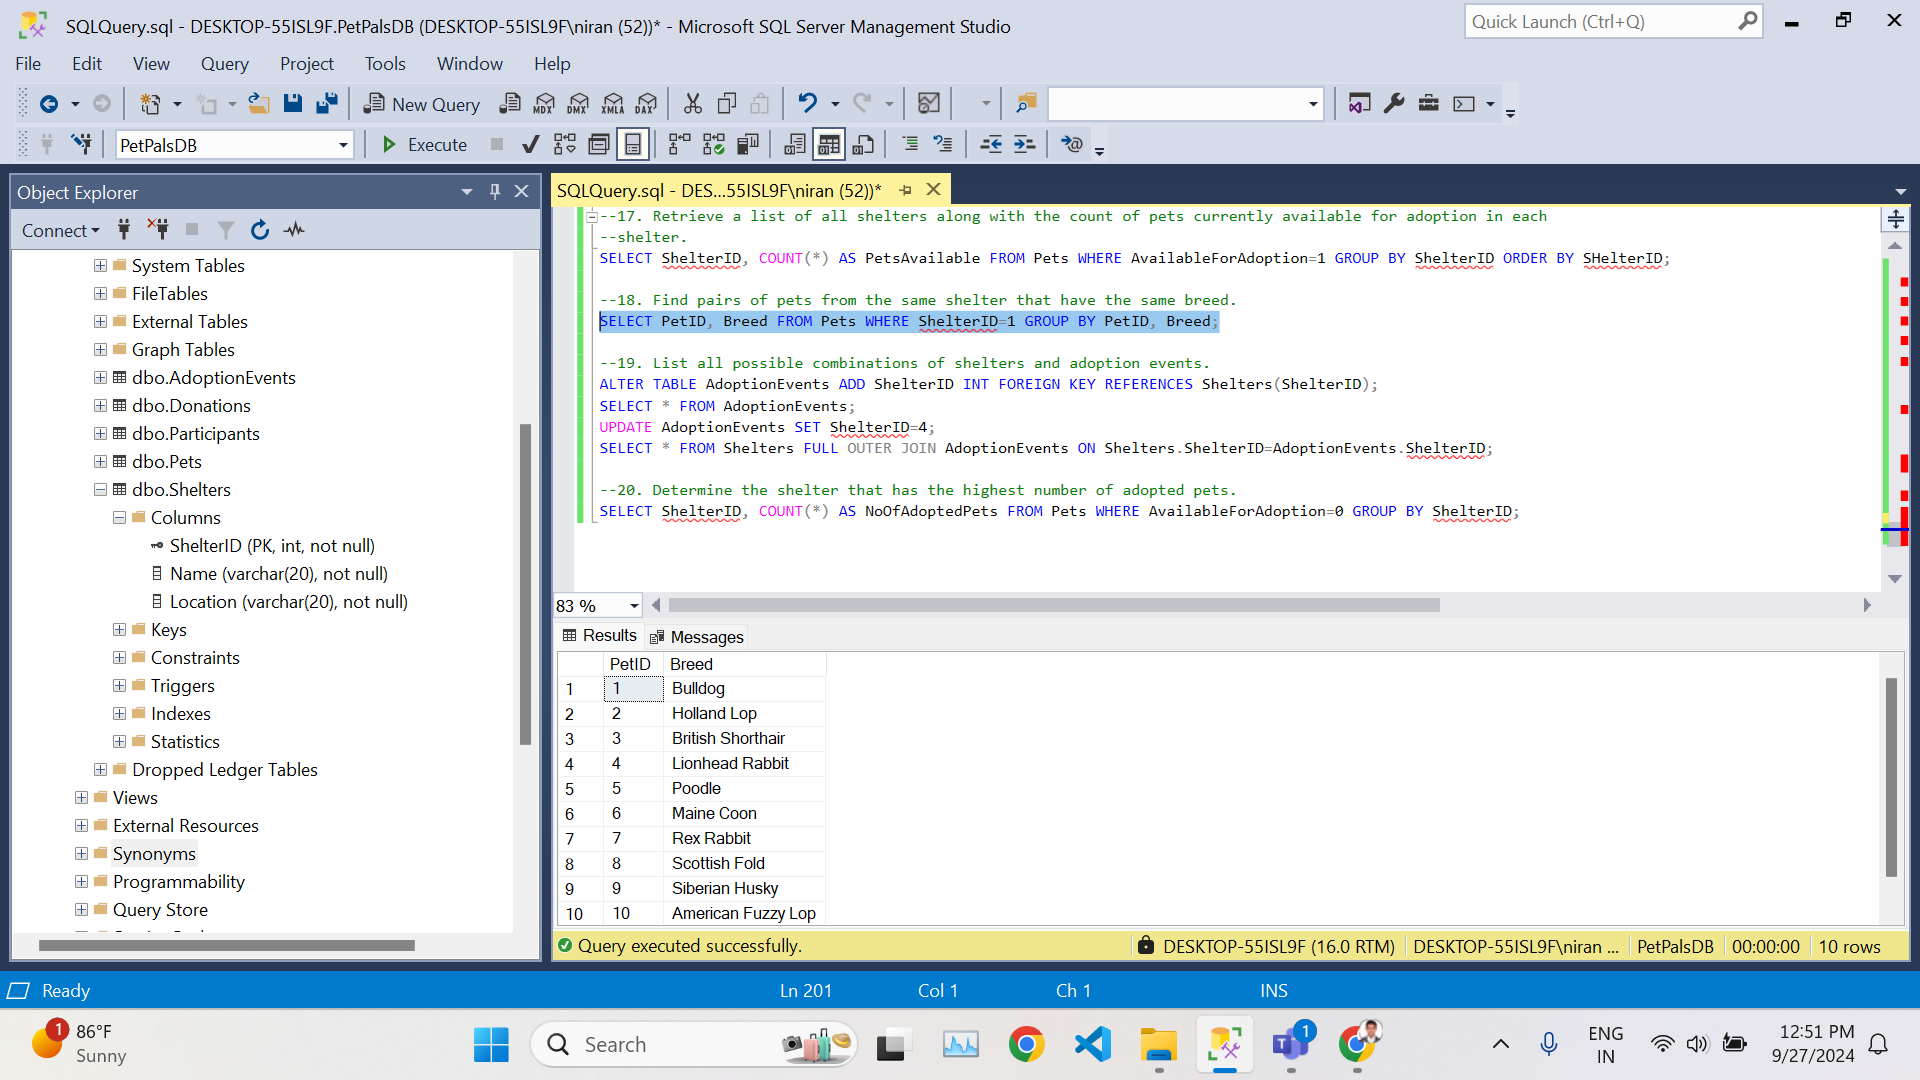 SQLQuery.sql - DESKTOP-55ISL9F.PetPalsDB (DESKTOP-55ISL9F\niran (52))* - Microsoft SQL Server Management Studio
Quick Launch (Ctrl+Q)
File Edit View Query Project Tools Window Help
New Query MDX DMX XMLA DAX
PetPalsDB Execute
Object Explorer
Connect
System Tables
FileTables
External Tables
Graph Tables
dbo.AdoptionEvents
dbo.Donations
dbo.Participants
dbo.Pets
dbo.Shelters
Columns
ShelterID (PK, int, not null)
Name (varchar(20), not null)
Location (varchar(20), not null)
Keys
Constraints
Triggers
Indexes
Statistics
Dropped Ledger Tables
Views
External Resources
Synonyms
Programmability
Query Store
SQLQuery.sql - DES...55ISL9F\niran (52))*
--17. Retrieve a list of all shelters along with the count of pets currently available for adoption in each
--shelter.
SELECT ShelterID, COUNT(*) AS PetsAvailable FROM Pets WHERE AvailableForAdoption=1 GROUP BY ShelterID ORDER BY SHelterID;
--18. Find pairs of pets from the same shelter that have the same breed.
SELECT PetID, Breed FROM Pets WHERE ShelterID=1 GROUP BY PetID, Breed;
--19. List all possible combinations of shelters and adoption events.
ALTER TABLE AdoptionEvents ADD ShelterID INT FOREIGN KEY REFERENCES Shelters(ShelterID);
SELECT * FROM AdoptionEvents;
UPDATE AdoptionEvents SET ShelterID=4;
SELECT * FROM Shelters FULL OUTER JOIN AdoptionEvents ON Shelters.ShelterID=AdoptionEvents.ShelterID;
--20. Determine the shelter that has the highest number of adopted pets.
SELECT ShelterID, COUNT(*) AS NoOfAdoptedPets FROM Pets WHERE AvailableForAdoption=0 GROUP BY ShelterID;
83 %
Results Messages
PetID Breed
1 1 Bulldog
2 2 Holland Lop
3 3 British Shorthair
4 4 Lionhead Rabbit
5 5 Poodle
6 6 Maine Coon
7 7 Rex Rabbit
8 8 Scottish Fold
9 9 Siberian Husky
10 10 American Fuzzy Lop
Query executed successfully. DESKTOP-55ISL9F (16.0 RTM) DESKTOP-55ISL9F\niran ... PetPalsDB 00:00:00 10 rows
Ready Ln 201 Col 1 Ch 1 INS
1 86°F
Sunny
Search
1
ENG
IN
12:51 PM
9/27/2024